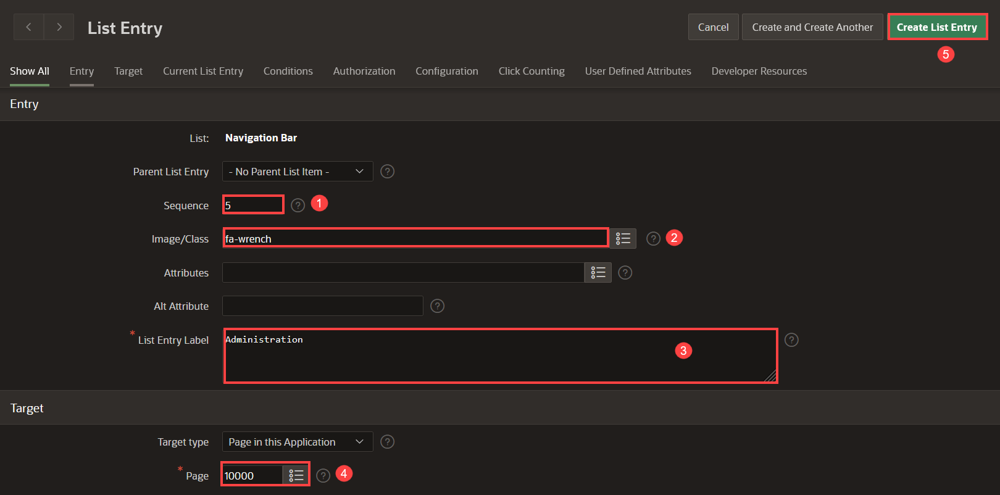 List Entry
Cancel
Create and Create Another
Create List Entry
5
Show All Entry Target Current List Entry Conditions Authorization Configuration Click Counting User Defined Attributes Developer Resources
Entry
List: Navigation Bar
Parent List Entry - No Parent List Item - ?
Sequence 5 ? 1
Image/Class fa-wrench ? 2
Attributes ?
Alt Attribute ?
* List Entry Label Administration ?
3
Target
Target type Page in this Application ?
* Page 10000 ? 4